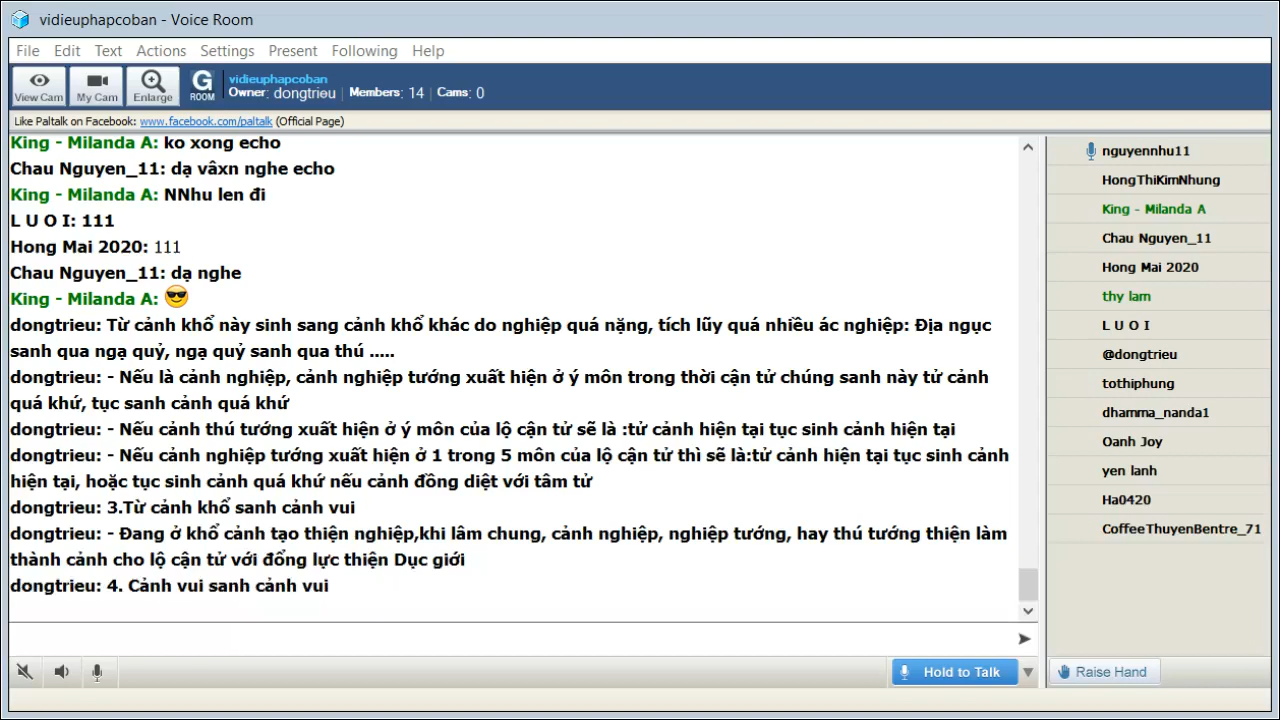 vidieuphapcoban - Voice Room
File Edit Text Actions Settings Present Following Help
View Cam My Cam Enlarge G ROOM
vidieuphapcoban
Owner: dongtrieu | Members: 14 | Cams: 0
Like Paltalk on Facebook: www.facebook.com/paltalk (Official Page)
King - Milanda A: ko xong echo
Chau Nguyen_11: dạ vâxn nghe echo
King - Milanda A: NNhu len đi
L U O I: 111
Hong Mai 2020: 111
Chau Nguyen_11: dạ nghe
King - Milanda A: 😎
dongtrieu: Từ cảnh khổ này sinh sang cảnh khổ khác do nghiệp quá nặng, tích lũy quá nhiều ác nghiệp: Địa ngục
sanh qua ngạ quỷ, ngạ quỷ sanh qua thú .....
dongtrieu: - Nếu là cảnh nghiệp, cảnh nghiệp tướng xuất hiện ở ý môn trong thời cận tử chúng sanh này tử cảnh
quá khứ, tục sanh cảnh quá khứ
dongtrieu: - Nếu cảnh thú tướng xuất hiện ở ý môn của lộ cận tử sẽ là :tử cảnh hiện tại tục sinh cảnh hiện tại
dongtrieu: - Nếu cảnh nghiệp tướng xuất hiện ở 1 trong 5 môn của lộ cận tử thì sẽ là:tử cảnh hiện tại tục sinh cảnh
hiện tại, hoặc tục sinh cảnh quá khứ nếu cảnh đồng diệt với tâm tử
dongtrieu: 3.Từ cảnh khổ sanh cảnh vui
dongtrieu: - Đang ở khổ cảnh tạo thiện nghiệp,khi lâm chung, cảnh nghiệp, nghiệp tướng, hay thú tướng thiện làm
thành cảnh cho lộ cận tử với đổng lực thiện Dục giới
dongtrieu: 4. Cảnh vui sanh cảnh vui
nguyennhu11
HongThiKimNhung
King - Milanda A
Chau Nguyen_11
Hong Mai 2020
thy lam
L U O I
@dongtrieu
tothiphung
dhamma_nanda1
Oanh Joy
yen lanh
Ha0420
CoffeeThuyenBentre_71
Hold to Talk
Raise Hand